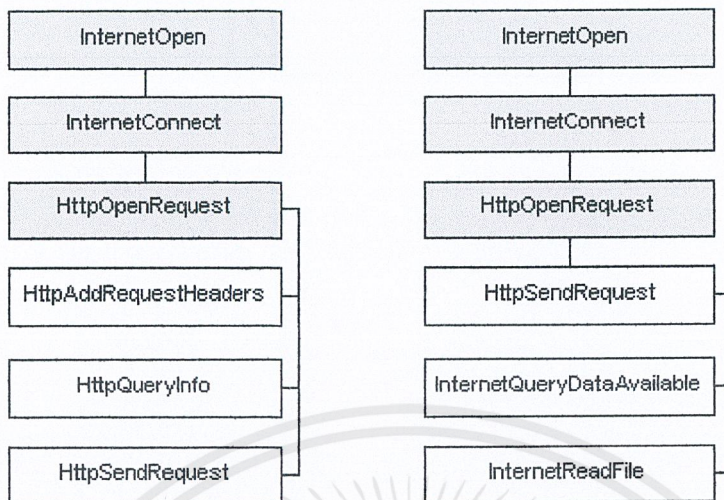 InternetOpen
InternetConnect
HttpOpenRequest
HttpAddRequestHeaders
HttpQueryInfo
HttpSendRequest
InternetOpen
InternetConnect
HttpOpenRequest
HttpSendRequest
InternetQueryDataAvailable
InternetReadFile